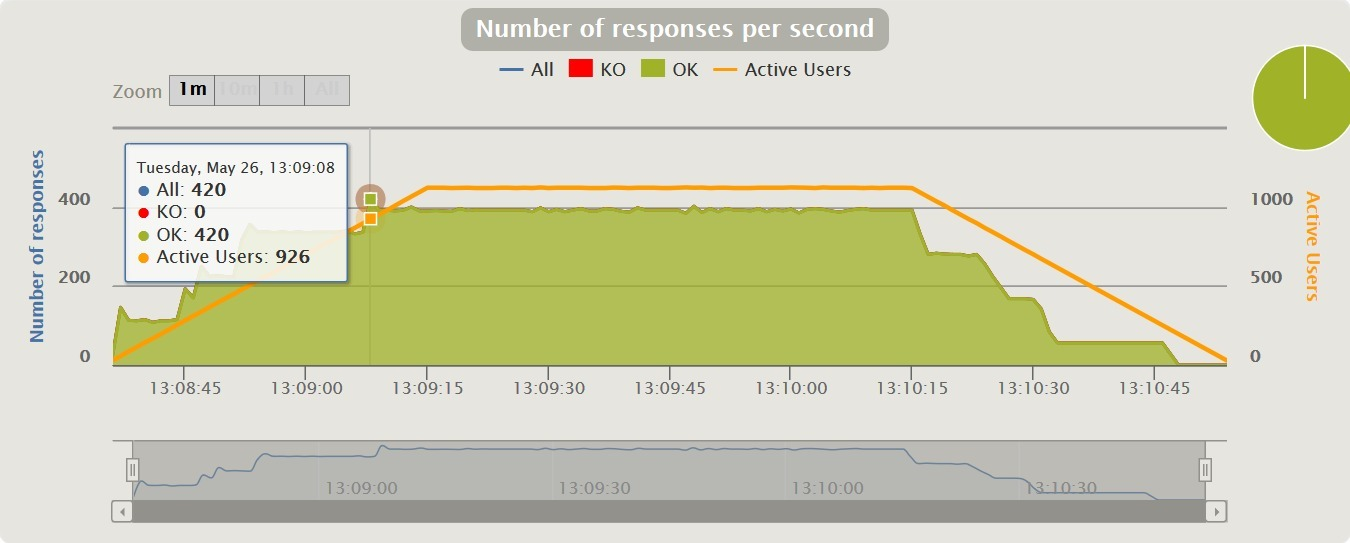 Number of responses per second
All KO OK Active Users
Zoom 1m 10m 1h All
Number of responses
400
200
0
Tuesday, May 26, 13:09:08
All: 420
KO: 0
OK: 420
Active Users: 926
1000
500
0
Active Users
13:08:45 13:09:00 13:09:15 13:09:30 13:09:45 13:10:00 13:10:15 13:10:30 13:10:45
13:09:00 13:09:30 13:10:00 13:10:30